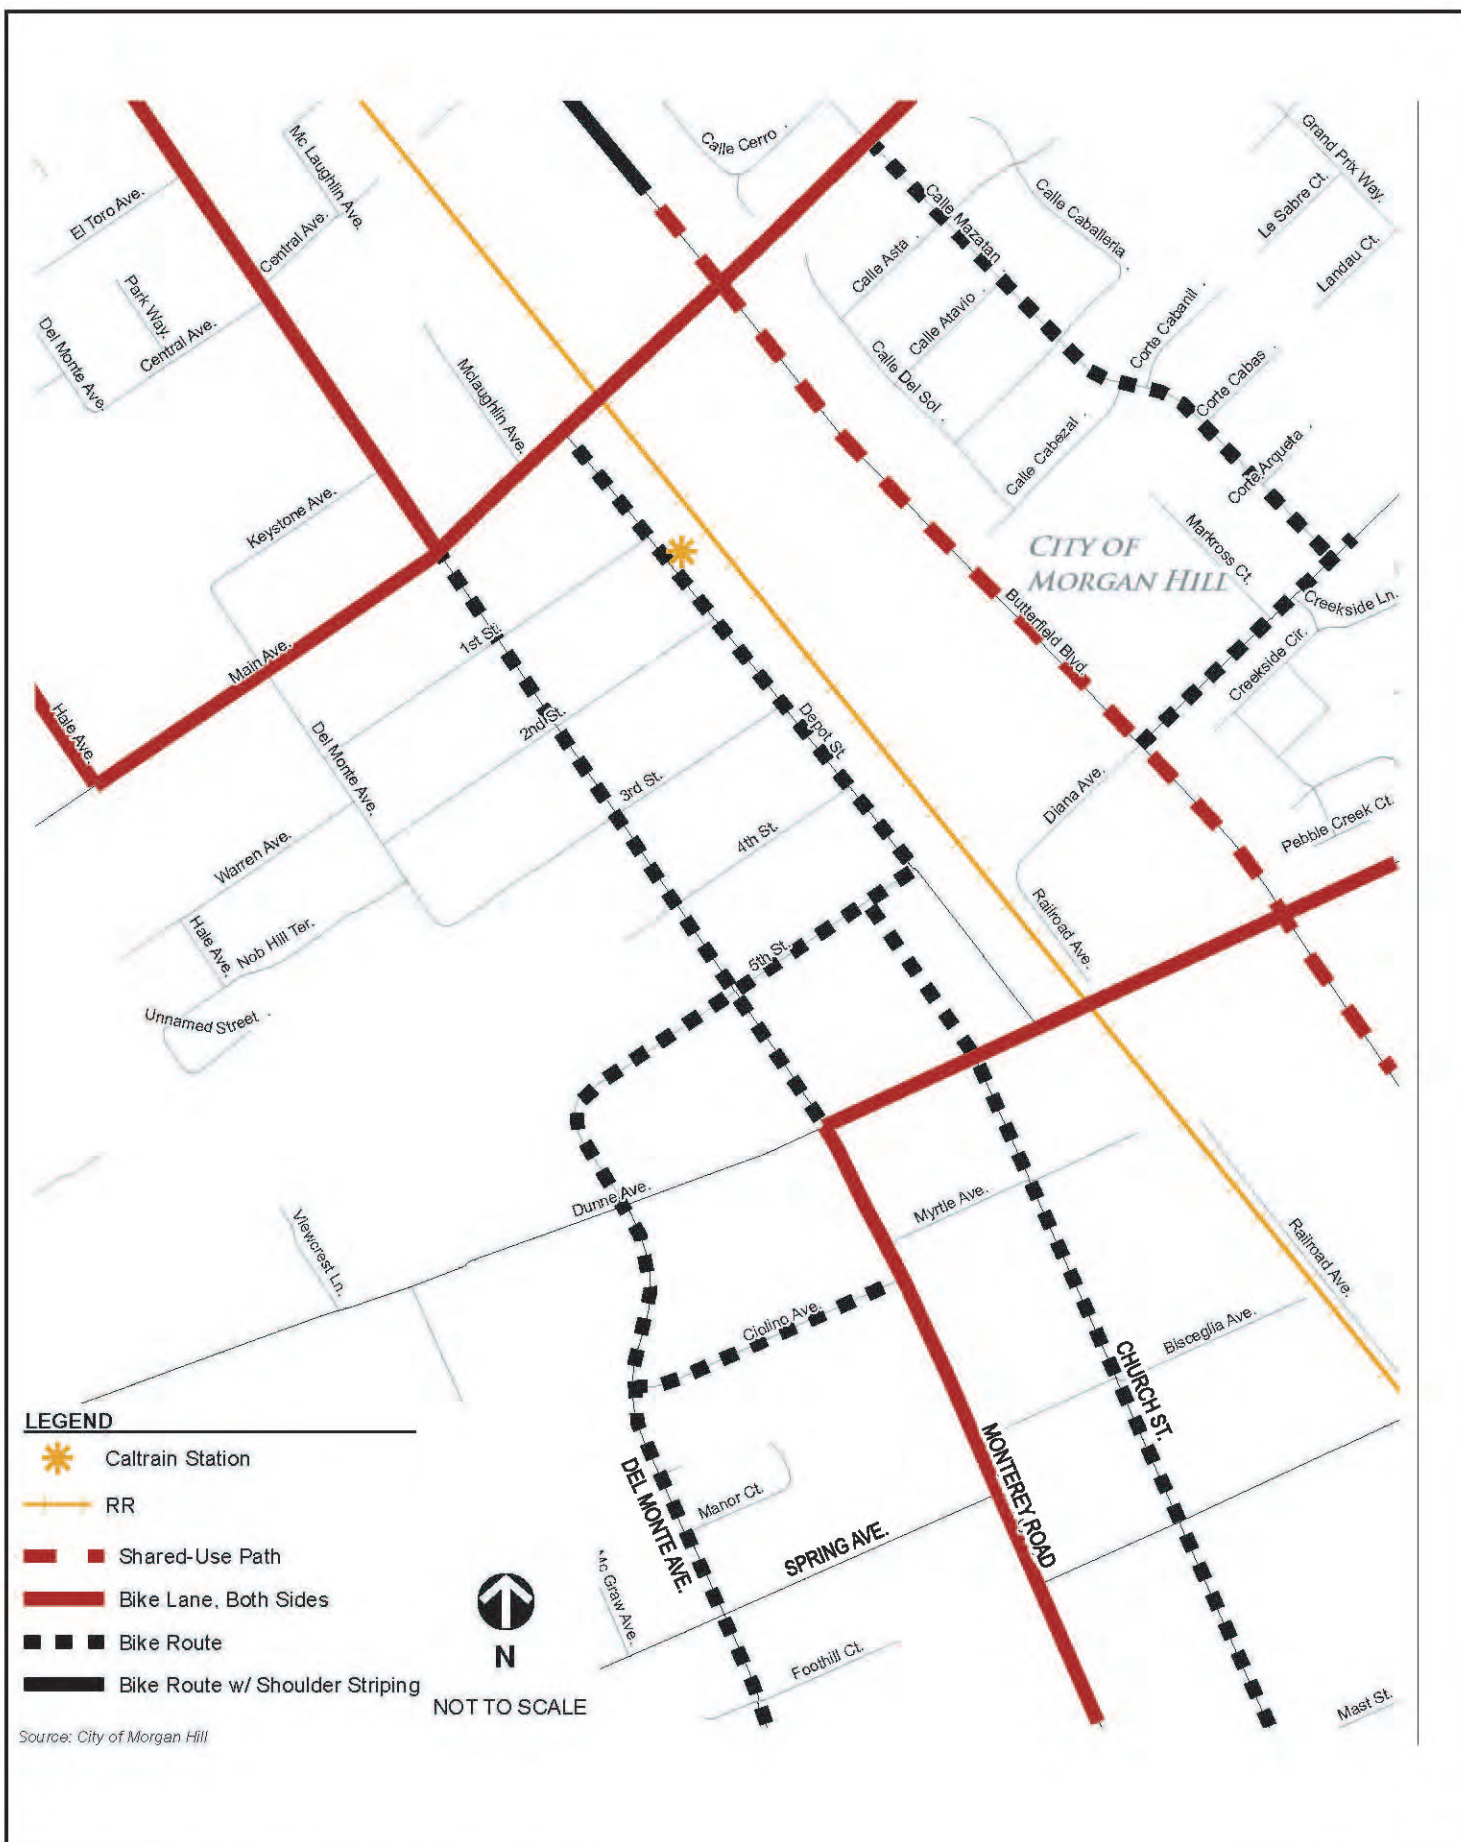 Calle Cerro
Mc Laughlin Ave.
Grand Prix Way.
El Toro Ave.
Central Ave.
Calle Mazatan
Calle Caballeria
Le Sabre Ct.
Landau Ct.
Calle Asta
Park Way.
Central Ave.
Del Monte Ave.
Calle Atavio
Corte Cabanil
Calle Del Sol
Corte Cabas
Mclaughlin Ave.
Calle Cabezal
Corte Arqueta
Keystone Ave.
CITY OF
MORGAN HILL
Markross Ct.
Butterfield Blvd.
Creekside Ln.
Creekside Cir.
1st St.
Main Ave.
Hale Ave.
2nd St.
Depot St.
Del Monte Ave.
3rd St.
Diana Ave.
4th St.
Pebble Creek Ct.
Warren Ave.
Railroad Ave.
Hale Ave.
Nob Hill Ter.
5th St.
Unnamed Street
Dunne Ave.
Myrtle Ave.
Viewcrest Ln.
Railroad Ave.
Ciolino Ave.
Bisceglia Ave.
CHURCH ST.
MONTEREY ROAD
DEL MONTE AVE.
Manor Ct.
SPRING AVE.
Mc Graw Ave.
Foothill Ct.
Mast St.
LEGEND
Caltrain Station
RR
Shared-Use Path
Bike Lane, Both Sides
Bike Route
Bike Route w/ Shoulder Striping
N
NOT TO SCALE
Source: City of Morgan Hill